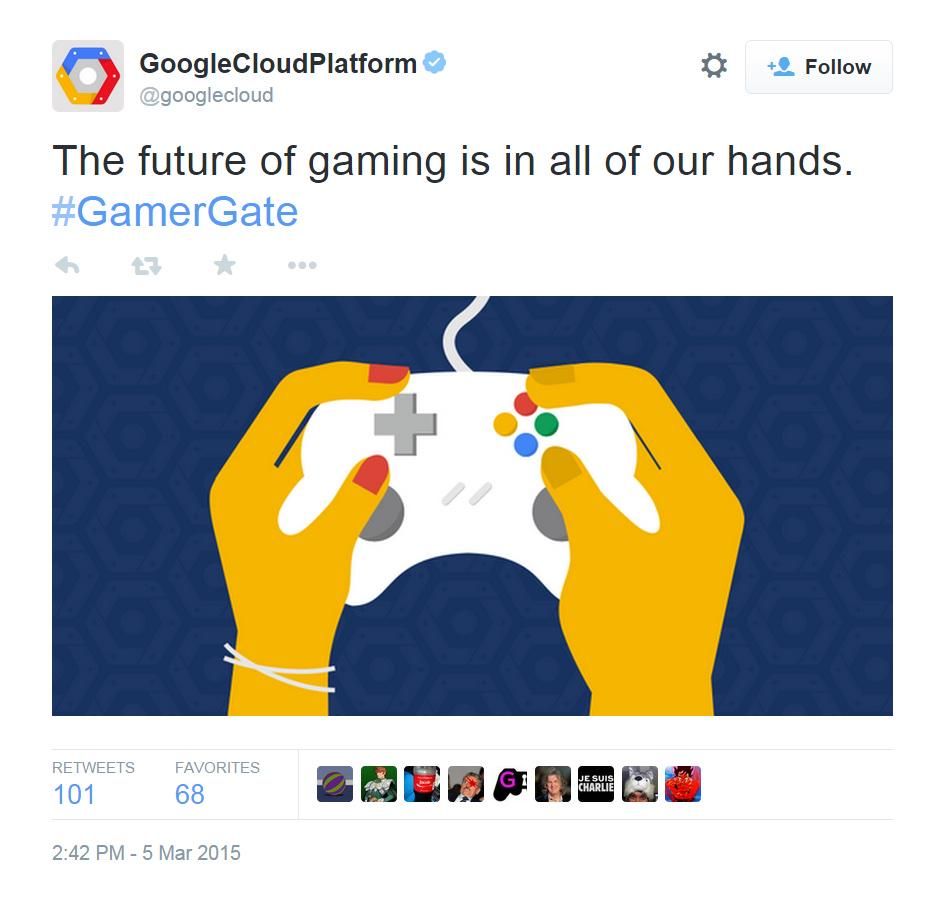 GoogleCloudPlatform
@googlecloud
Follow
The future of gaming is in all of our hands.
#GamerGate
RETWEETS FAVORITES
101 68
G
JE SUIS
CHARLIE
2:42 PM - 5 Mar 2015